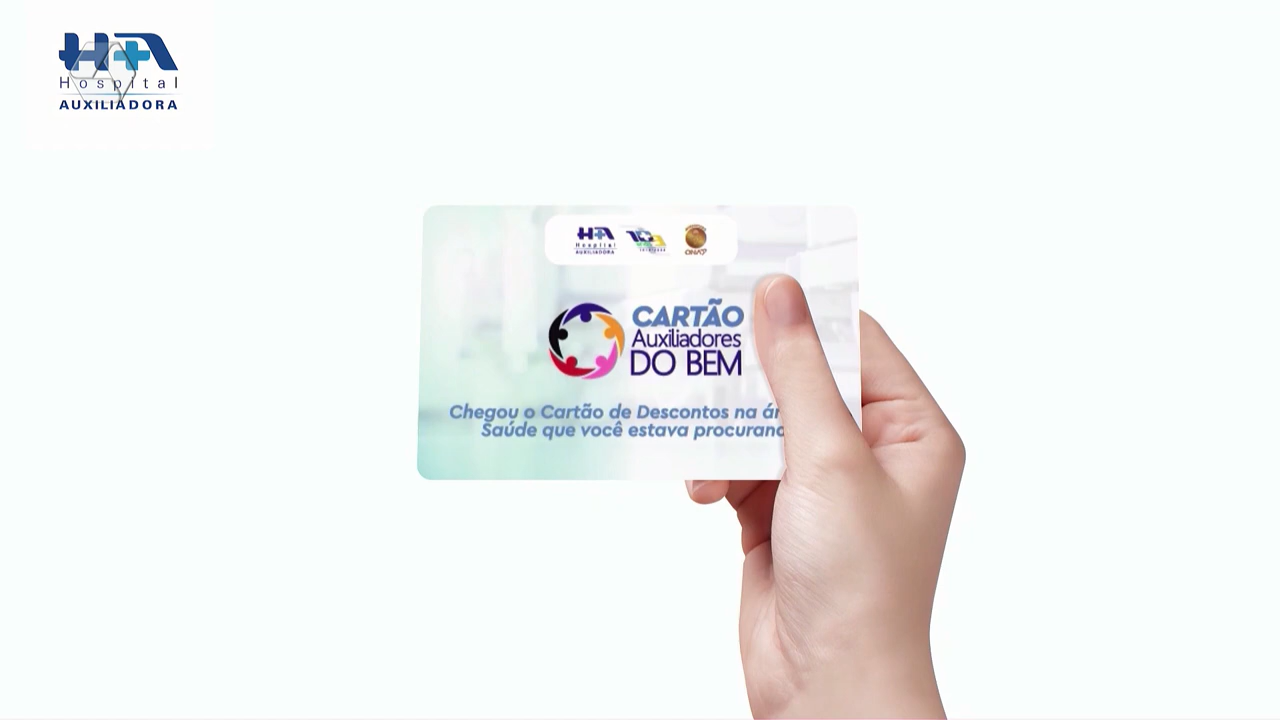 Hospital
AUXILIADORA
Hospital
AUXILIADORA
CARTÃO
Auxiliadores
DO BEM
Chegou o Cartão de Descontos na
Saúde que você estava